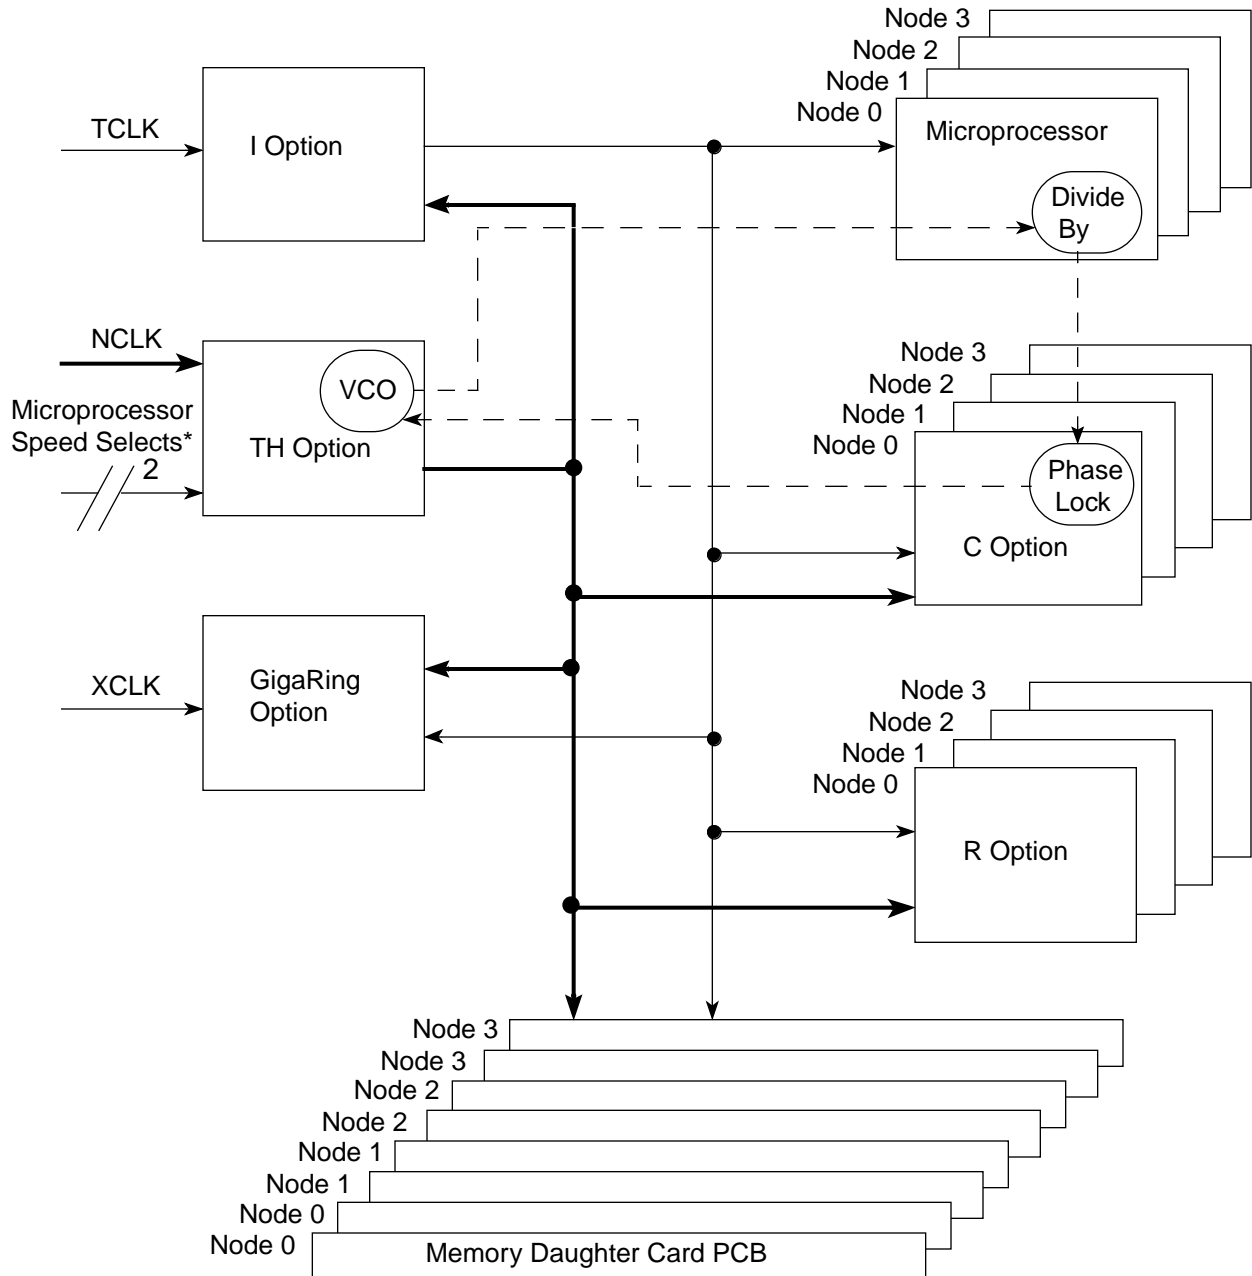 Node 3
Node 2
Node 1
Node 0
TCLK
I Option
Microprocessor
Divide
By
NCLK
VCO
Microprocessor
Speed Selects*
2
TH Option
Node 3
Node 2
Node 1
Node 0
Phase
Lock
C Option
XCLK
GigaRing
Option
Node 3
Node 2
Node 1
Node 0
R Option
Node 3
Node 3
Node 2
Node 2
Node 1
Node 1
Node 0
Node 0
Memory Daughter Card PCB